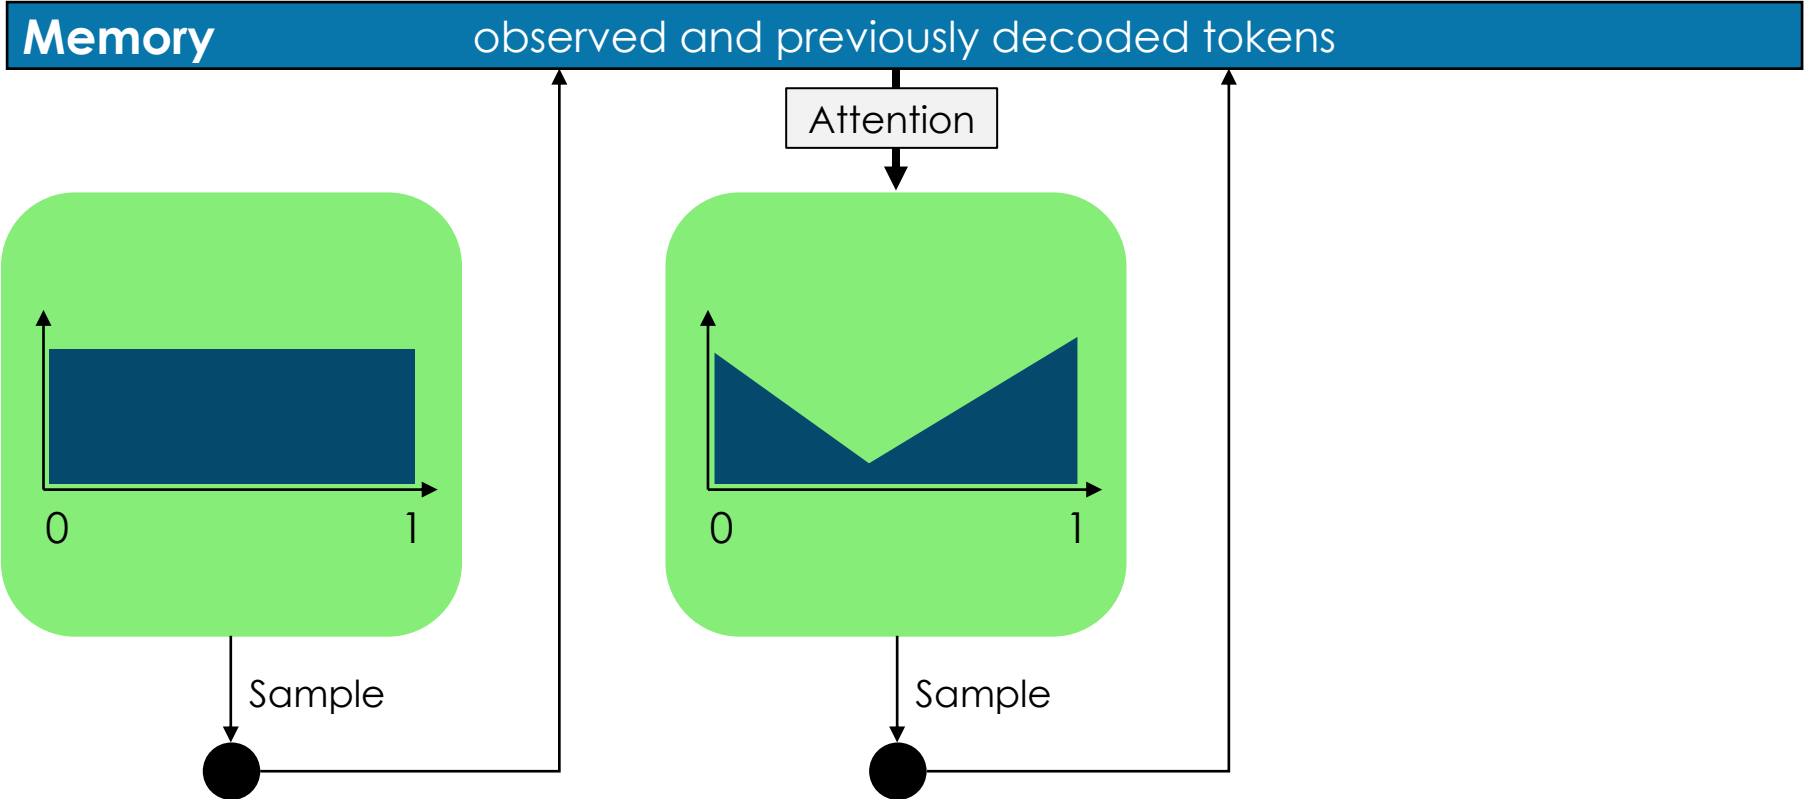 Memory observed and previously decoded tokens
Attention
0 1
0 1
Sample
Sample